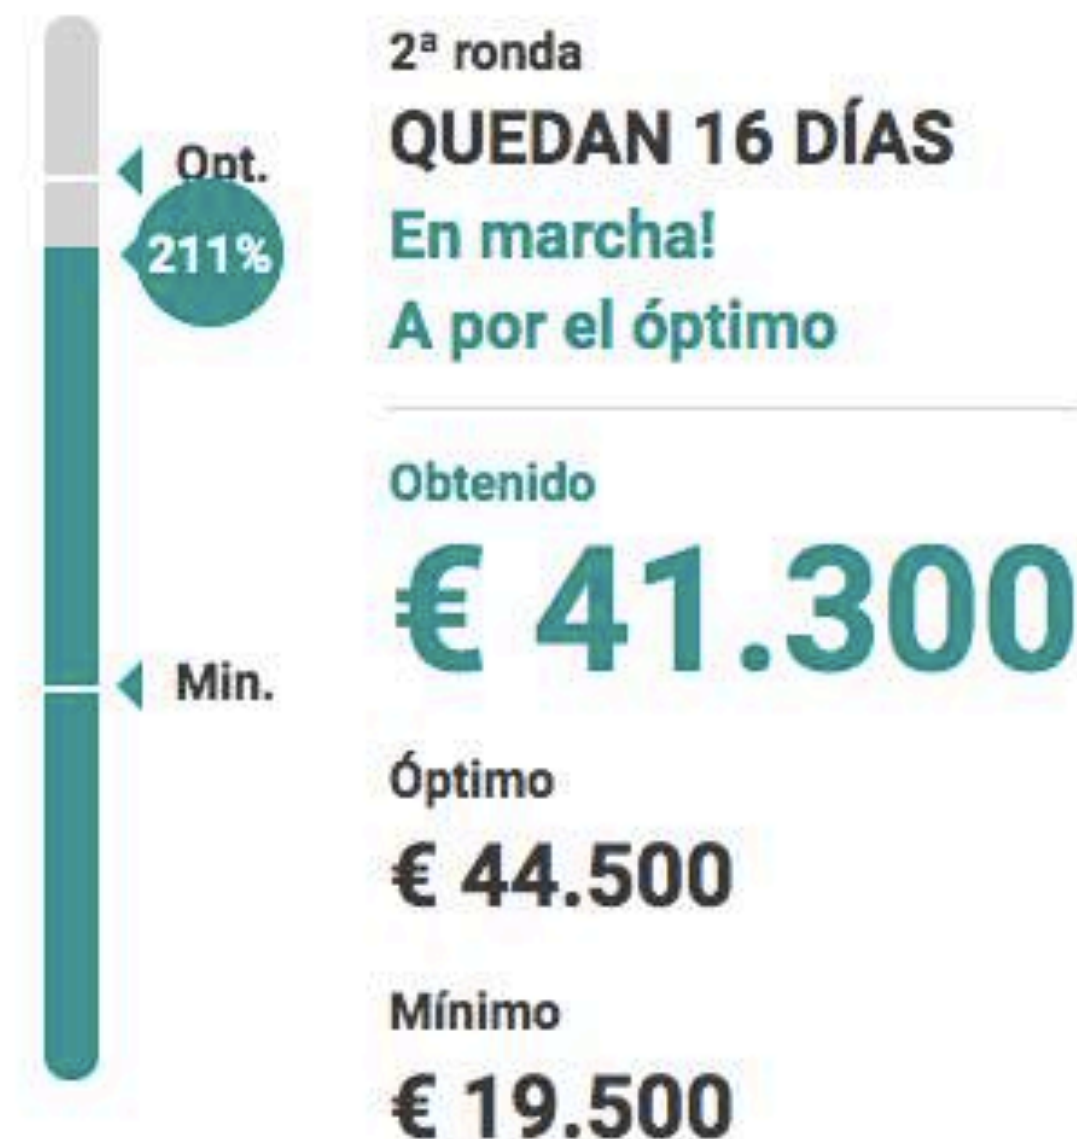 Opt.
211%
Min.
2ª ronda
QUEDAN 16 DÍAS
En marcha!
A por el óptimo
Obtenido
€ 41.300
Óptimo
€ 44.500
Mínimo
€ 19.500